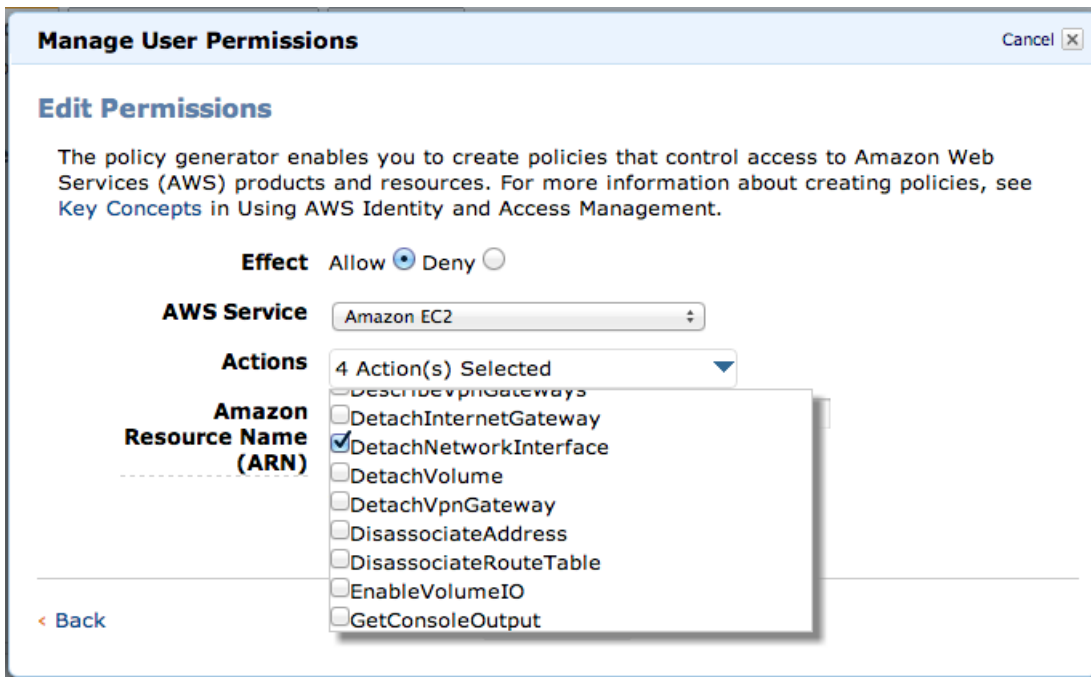 Manage User Permissions
Cancel
Edit Permissions
The policy generator enables you to create policies that control access to Amazon Web
Services (AWS) products and resources. For more information about creating policies, see
Key Concepts in Using AWS Identity and Access Management.
Effect Allow Deny
AWS Service Amazon EC2
Actions 4 Action(s) Selected
Amazon
Resource Name
(ARN)
DescribeVpnGateways
DetachInternetGateway
DetachNetworkInterface
DetachVolume
DetachVpnGateway
DisassociateAddress
DisassociateRouteTable
EnableVolumeIO
GetConsoleOutput
< Back